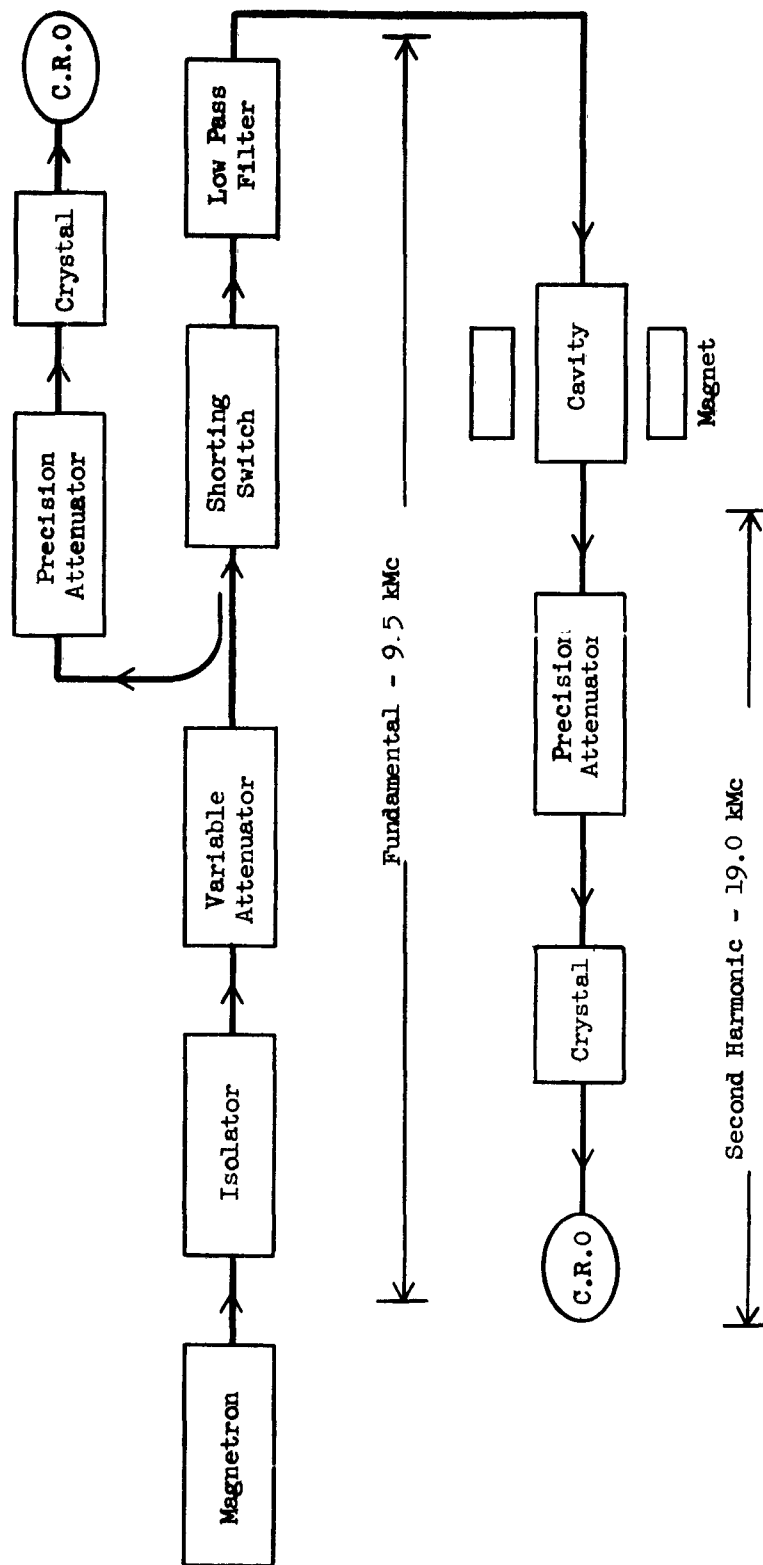 Magnetron
Isolator
Variable
Attenuator
Precision
Attenuator
Crystal
C.R.O
Shorting
Switch
Low Pass
Filter
Fundamental - 9.5 kMc
Cavity
Magnet
Precision
Attenuator
Crystal
C.R.O
Second Harmonic - 19.0 kMc